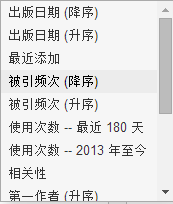 出版日期 (降序)
出版日期 (升序)
最近添加
被引频次 (降序)
被引频次 (升序)
使用次数 -- 最近 180 天
使用次数 -- 2013 年至今
相关性
第一作者 (升序)